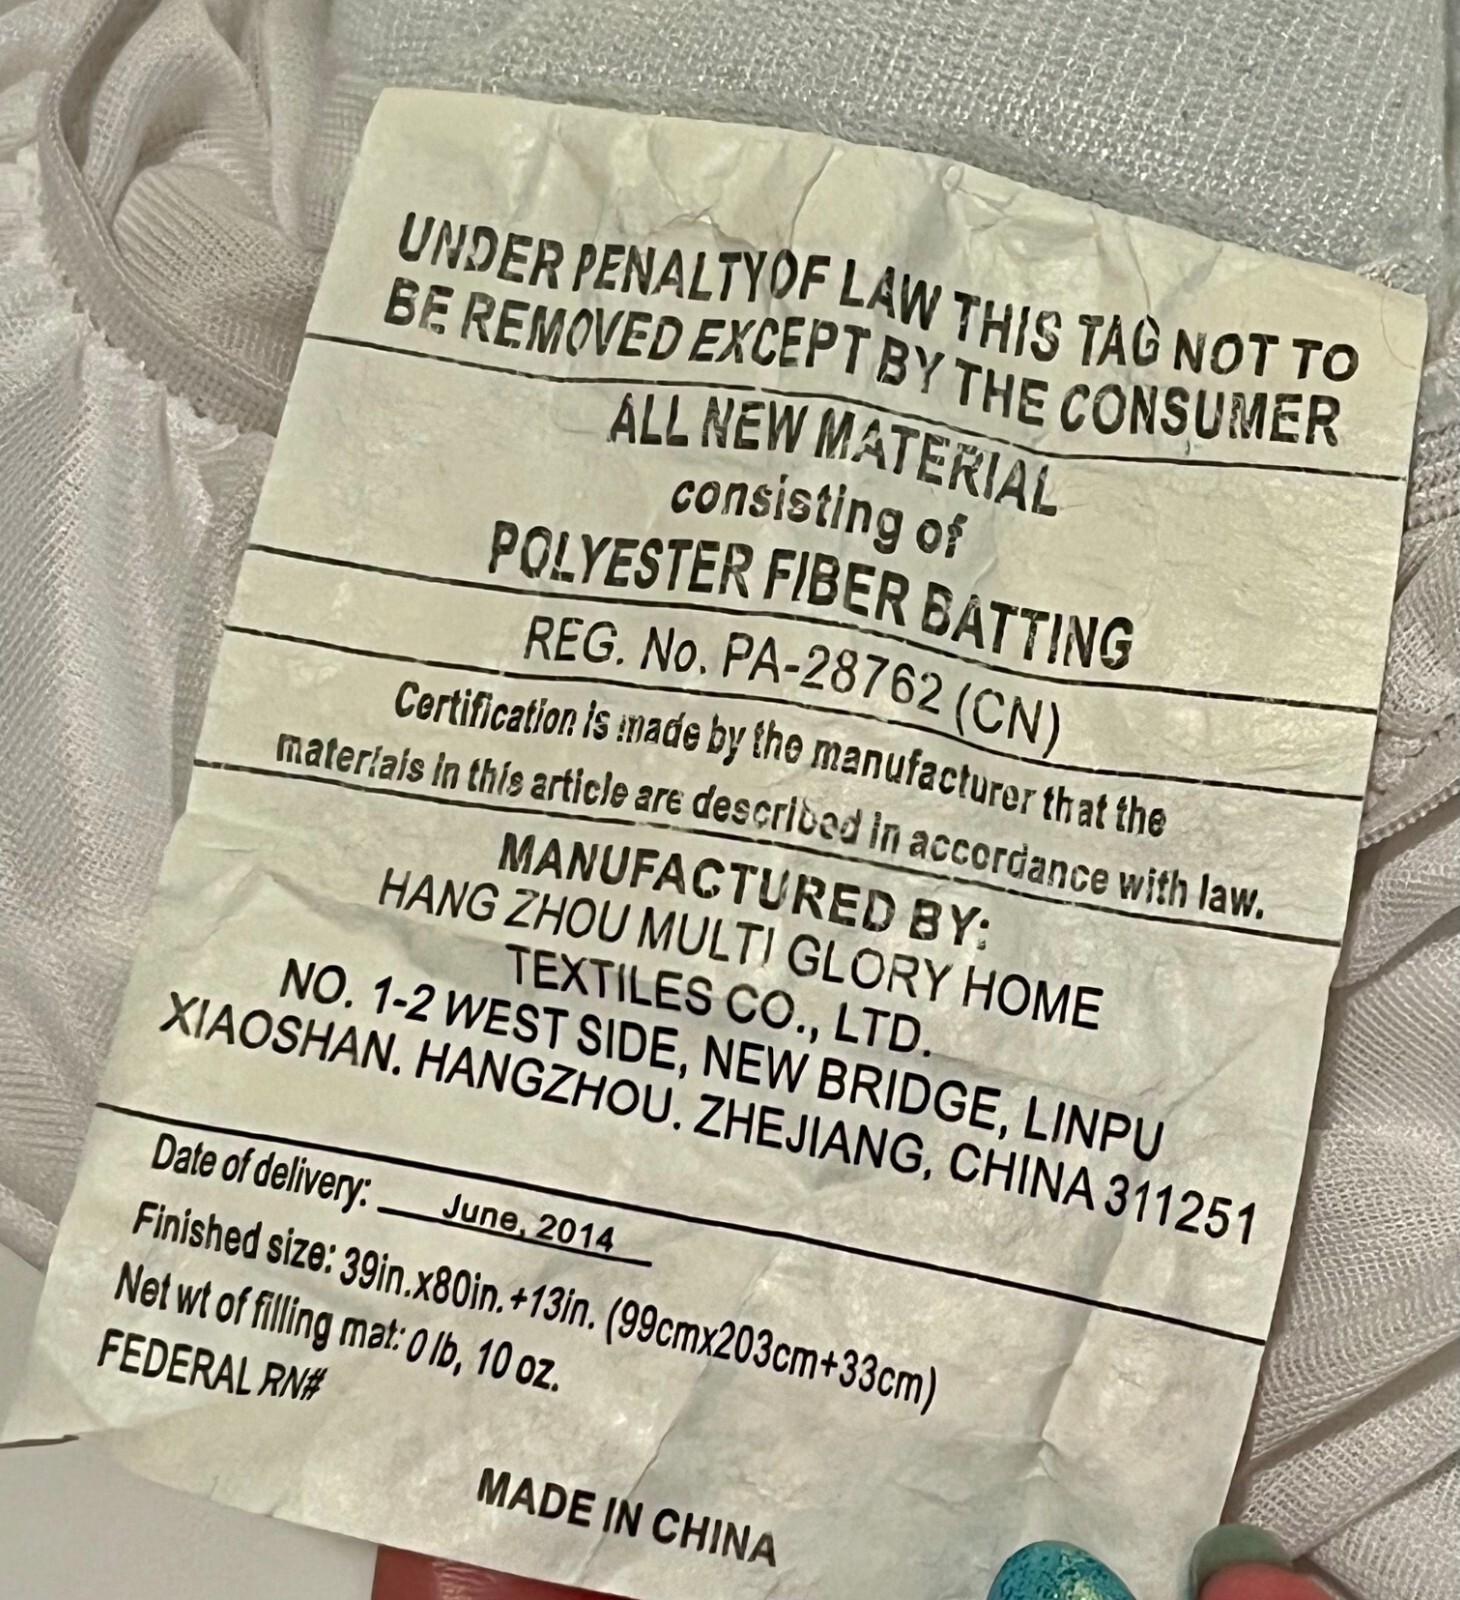 UNDER PENALTYOF LAW THIS TAG NOT TO
BE REMOVED EXCEPT BY THE CONSUMER
ALL NEW MATERIAL
consisting of
POLYESTER FIBER BATTING
REG. No. PA-28762 (CN)
Certification is made by the manufacturer that the
materials in this article are described in accordance with law.
MANUFACTURED BY:
HANG ZHOU MULTI GLORY HOME
TEXTILES CO., LTD.
NO. 1-2 WEST SIDE, NEW BRIDGE, LINPU
XIAOSHAN. HANGZHOU. ZHEJIANG, CHINA 311251
Date of delivery: June, 2014
Finished size: 39in.x80in.+13in. (99cmx203cm+33cm)
Net wt of filling mat: 0 lb, 10 oz.
FEDERAL RN#
MADE IN CHINA